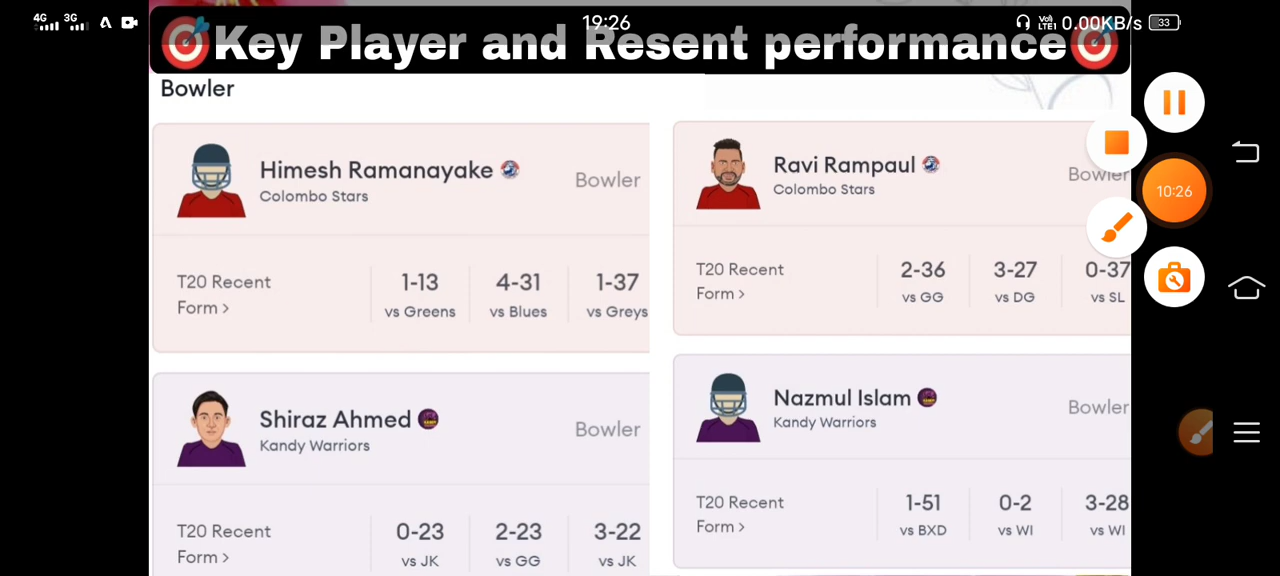 4G 3G 19:26 Vo) LTE1 0.00KB/s 33
Key Player and Resent performance
Bowler
Himesh Ramanayake
Colombo Stars
Bowler
T20 Recent
Form >
1-13 4-31 1-37
vs Greens vs Blues vs Greys
Ravi Rampaul
Colombo Stars
Bowler
T20 Recent
Form >
2-36 3-27 0-37
vs GG vs DG vs SL
Shiraz Ahmed
Kandy Warriors
Bowler
T20 Recent
Form >
0-23 2-23 3-22
vs JK vs GG vs JK
Nazmul Islam
Kandy Warriors
Bowler
T20 Recent
Form >
1-51 0-2 3-28
vs BXD vs WI vs WI
10:26